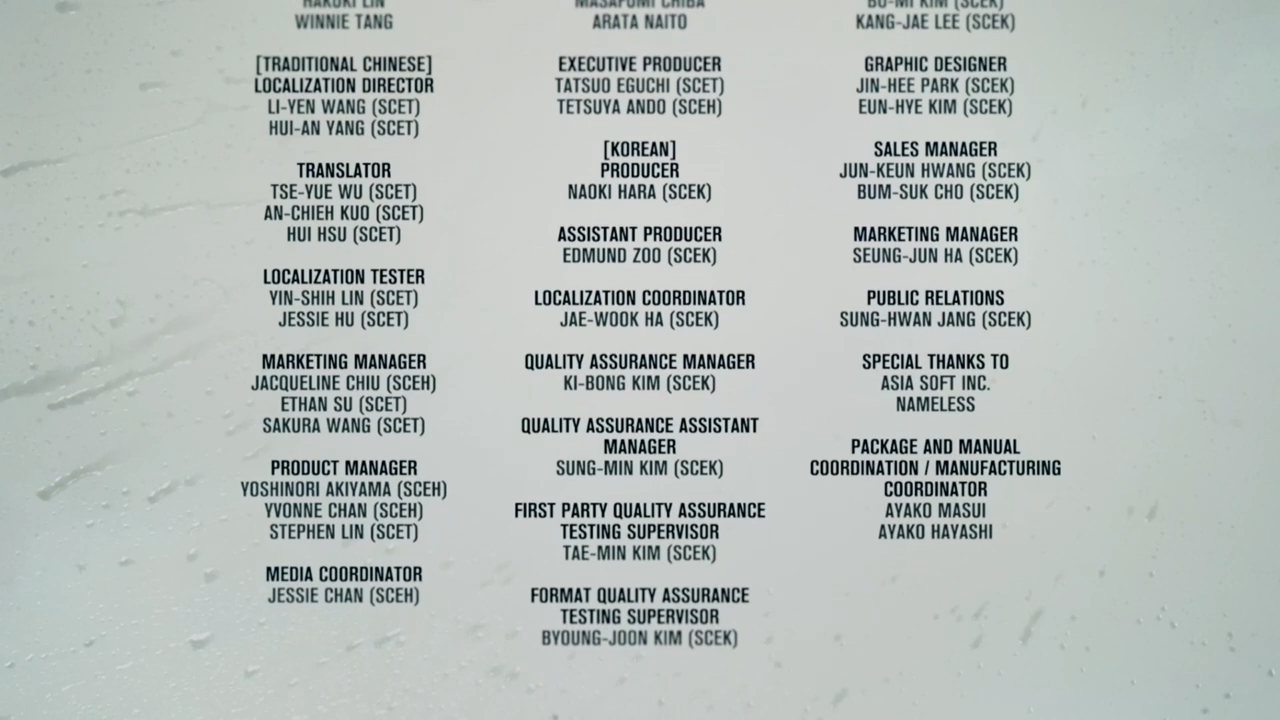 HAKUKI LIN
WINNIE TANG
[TRADITIONAL CHINESE]
LOCALIZATION DIRECTOR
LI-YEN WANG (SCET)
HUI-AN YANG (SCET)
TRANSLATOR
TSE-YUE WU (SCET)
AN-CHIEH KUO (SCET)
HUI HSU (SCET)
LOCALIZATION TESTER
YIN-SHIH LIN (SCET)
JESSIE HU (SCET)
MARKETING MANAGER
JACQUELINE CHIU (SCEH)
ETHAN SU (SCET)
SAKURA WANG (SCET)
PRODUCT MANAGER
YOSHINORI AKIYAMA (SCEH)
YVONNE CHAN (SCEH)
STEPHEN LIN (SCET)
MEDIA COORDINATOR
JESSIE CHAN (SCEH)
MASAFUMI CHIBA
ARATA NAITO
EXECUTIVE PRODUCER
TATSUO EGUCHI (SCET)
TETSUYA ANDO (SCEH)
[KOREAN]
PRODUCER
NAOKI HARA (SCEK)
ASSISTANT PRODUCER
EDMUND ZOO (SCEK)
LOCALIZATION COORDINATOR
JAE-WOOK HA (SCEK)
QUALITY ASSURANCE MANAGER
KI-BONG KIM (SCEK)
QUALITY ASSURANCE ASSISTANT
MANAGER
SUNG-MIN KIM (SCEK)
FIRST PARTY QUALITY ASSURANCE
TESTING SUPERVISOR
TAE-MIN KIM (SCEK)
FORMAT QUALITY ASSURANCE
TESTING SUPERVISOR
BYOUNG-JOON KIM (SCEK)
BO-MI KIM (SCEK)
KANG-JAE LEE (SCEK)
GRAPHIC DESIGNER
JIN-HEE PARK (SCEK)
EUN-HYE KIM (SCEK)
SALES MANAGER
JUN-KEUN HWANG (SCEK)
BUM-SUK CHO (SCEK)
MARKETING MANAGER
SEUNG-JUN HA (SCEK)
PUBLIC RELATIONS
SUNG-HWAN JANG (SCEK)
SPECIAL THANKS TO
ASIA SOFT INC.
NAMELESS
PACKAGE AND MANUAL
COORDINATION / MANUFACTURING
COORDINATOR
AYAKO MASUI
AYAKO HAYASHI